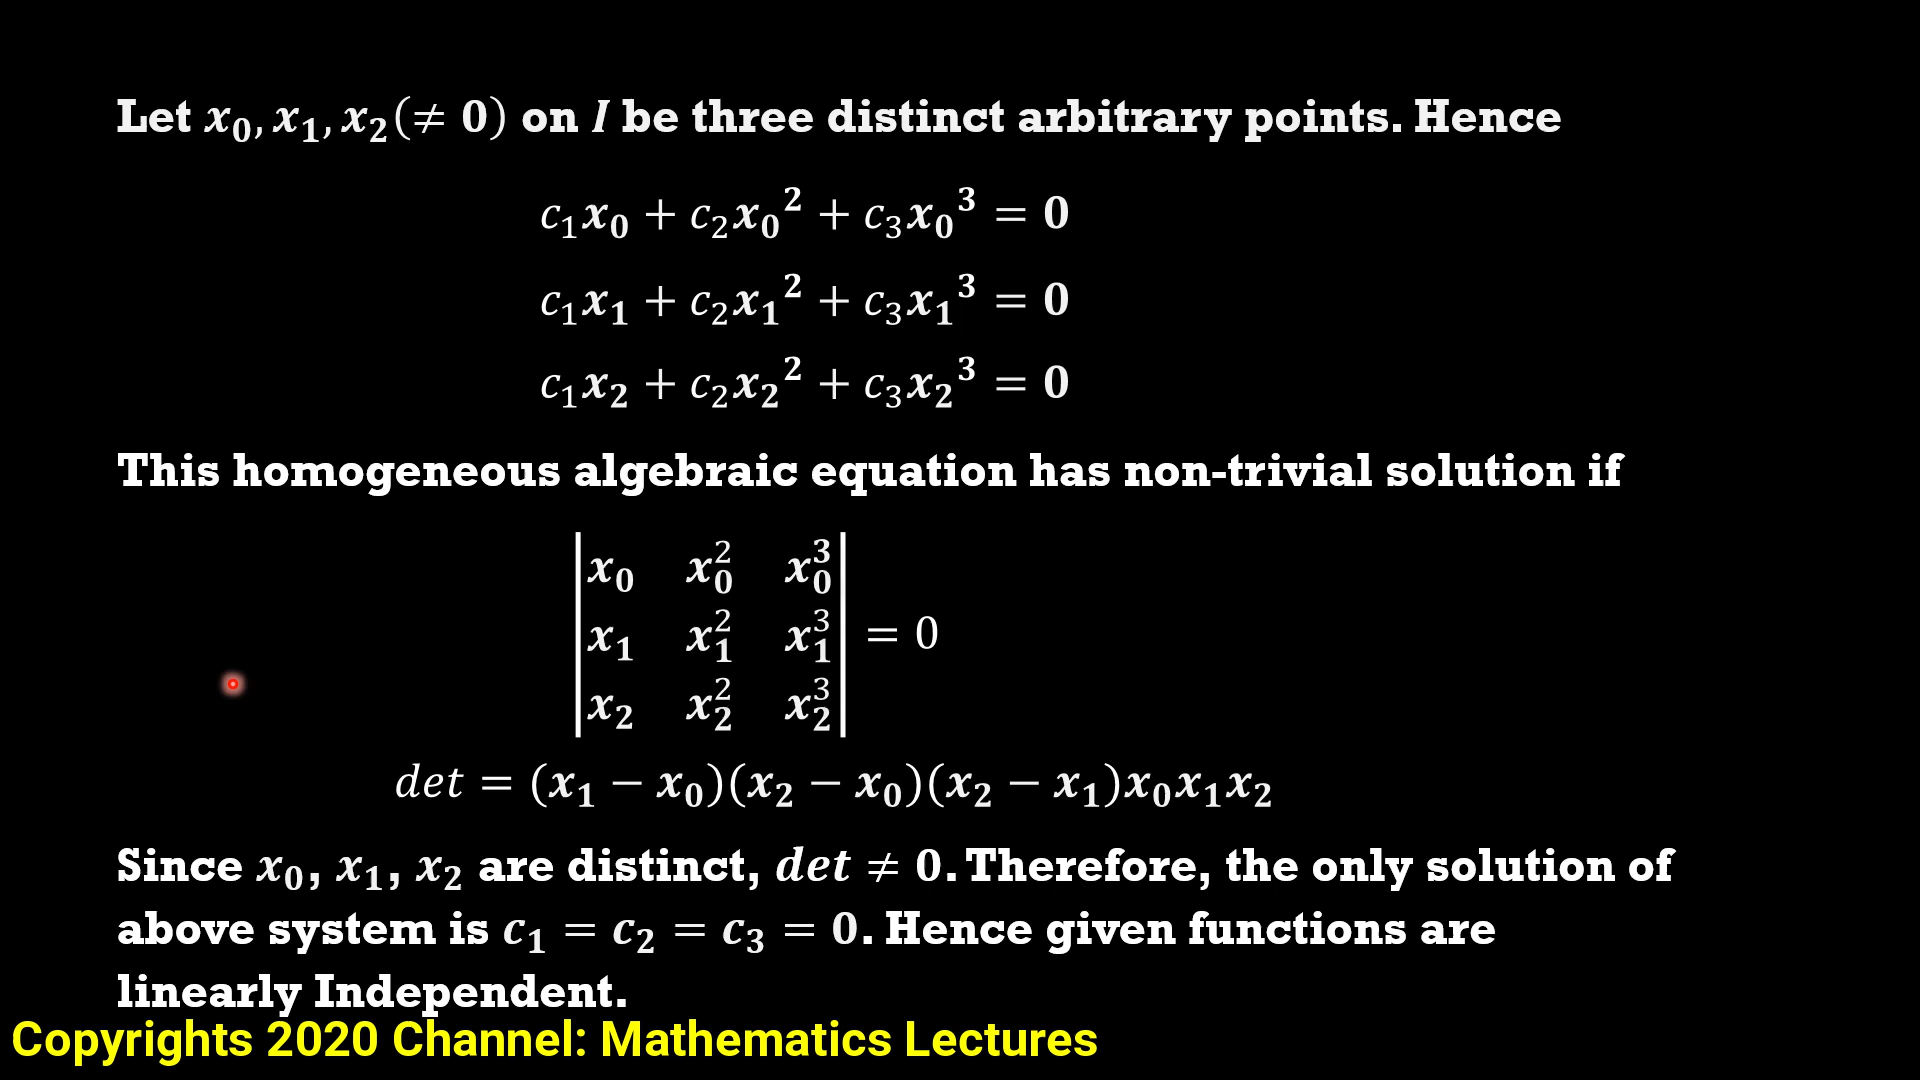 Let x₀, x₁, x₂(≠ 0) on I be three distinct arbitrary points. Hence
c₁x₀ + c₂x₀² + c₃x₀³ = 0
c₁x₁ + c₂x₁² + c₃x₁³ = 0
c₁x₂ + c₂x₂² + c₃x₂³ = 0
This homogeneous algebraic equation has non-trivial solution if
|x₀ x₀² x₀³|
|x₁ x₁² x₁³| = 0
|x₂ x₂² x₂³|
det = (x₁ − x₀)(x₂ − x₀)(x₂ − x₁)x₀x₁x₂
Since x₀, x₁, x₂ are distinct, det ≠ 0. Therefore, the only solution of
above system is c₁ = c₂ = c₃ = 0. Hence given functions are
linearly Independent.
Copyrights 2020 Channel: Mathematics Lectures